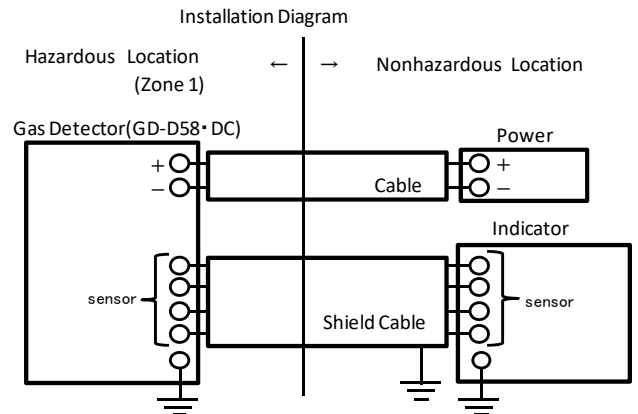 Installation Diagram
Hazardous Location
(Zone 1)
← →
Nonhazardous Location
Gas Detector(GD-D58・DC)
Power
+
−
Cable
+
−
Indicator
sensor
Shield Cable
sensor